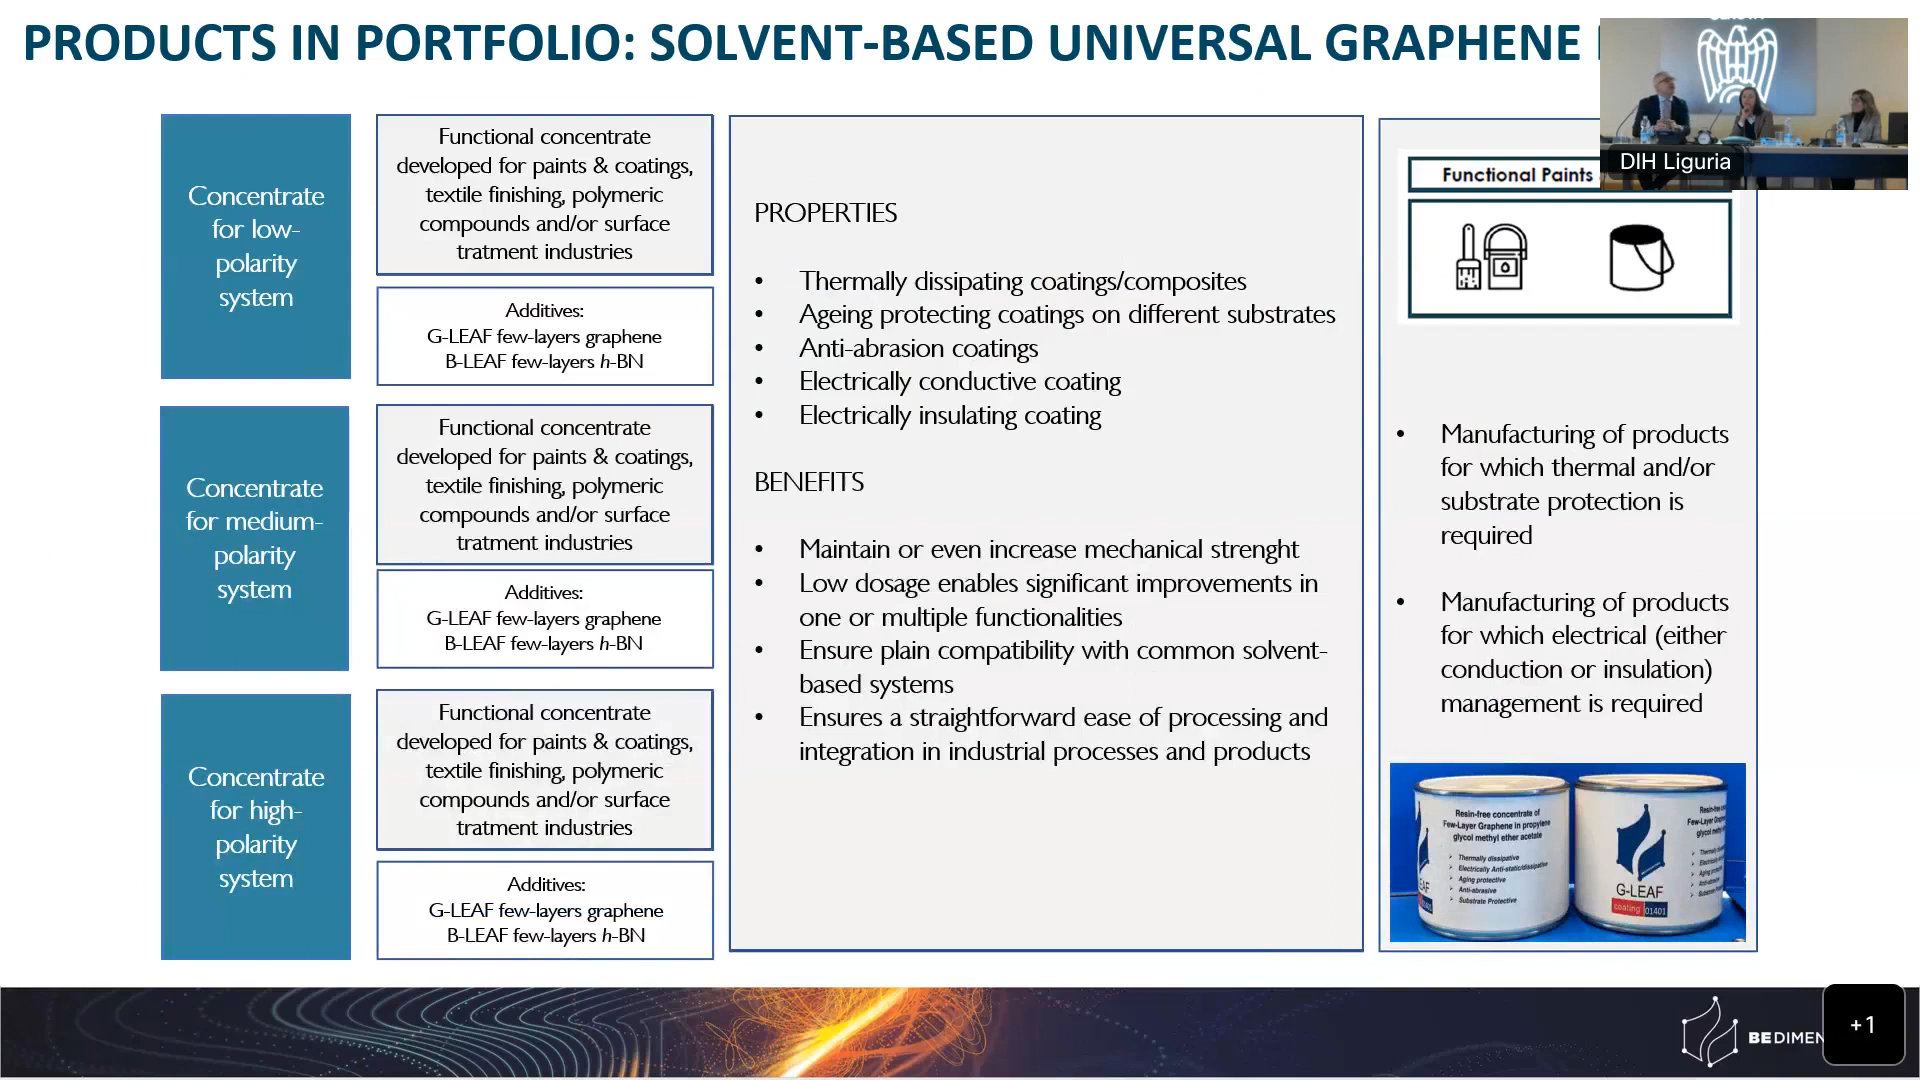 PRODUCTS IN PORTFOLIO: SOLVENT-BASED UNIVERSAL GRAPHENE
DIH Liguria
Concentrate
for low-
polarity
system
Functional concentrate
developed for paints & coatings,
textile finishing, polymeric
compounds and/or surface
tratment industries
Additives:
G-LEAF few-layers graphene
B-LEAF few-layers h-BN
Concentrate
for medium-
polarity
system
Functional concentrate
developed for paints & coatings,
textile finishing, polymeric
compounds and/or surface
tratment industries
Additives:
G-LEAF few-layers graphene
B-LEAF few-layers h-BN
Concentrate
for high-
polarity
system
Functional concentrate
developed for paints & coatings,
textile finishing, polymeric
compounds and/or surface
tratment industries
Additives:
G-LEAF few-layers graphene
B-LEAF few-layers h-BN
PROPERTIES
• Thermally dissipating coatings/composites
• Ageing protecting coatings on different substrates
• Anti-abrasion coatings
• Electrically conductive coating
• Electrically insulating coating
BENEFITS
• Maintain or even increase mechanical strenght
• Low dosage enables significant improvements in
one or multiple functionalities
• Ensure plain compatibility with common solvent-
based systems
• Ensures a straightforward ease of processing and
integration in industrial processes and products
Functional Paints
• Manufacturing of products
for which thermal and/or
substrate protection is
required
• Manufacturing of products
for which electrical (either
conduction or insulation)
management is required
Resin-free concentrate of
Few-Layer Graphene in propylene
glycol methyl ether acetate
Thermally dissipative
Electrically Anti-static/dissipative
Aging protective
Anti-abrasive
Substrate Protective
G-LEAF
coating 01401
BEDIMEN
+1